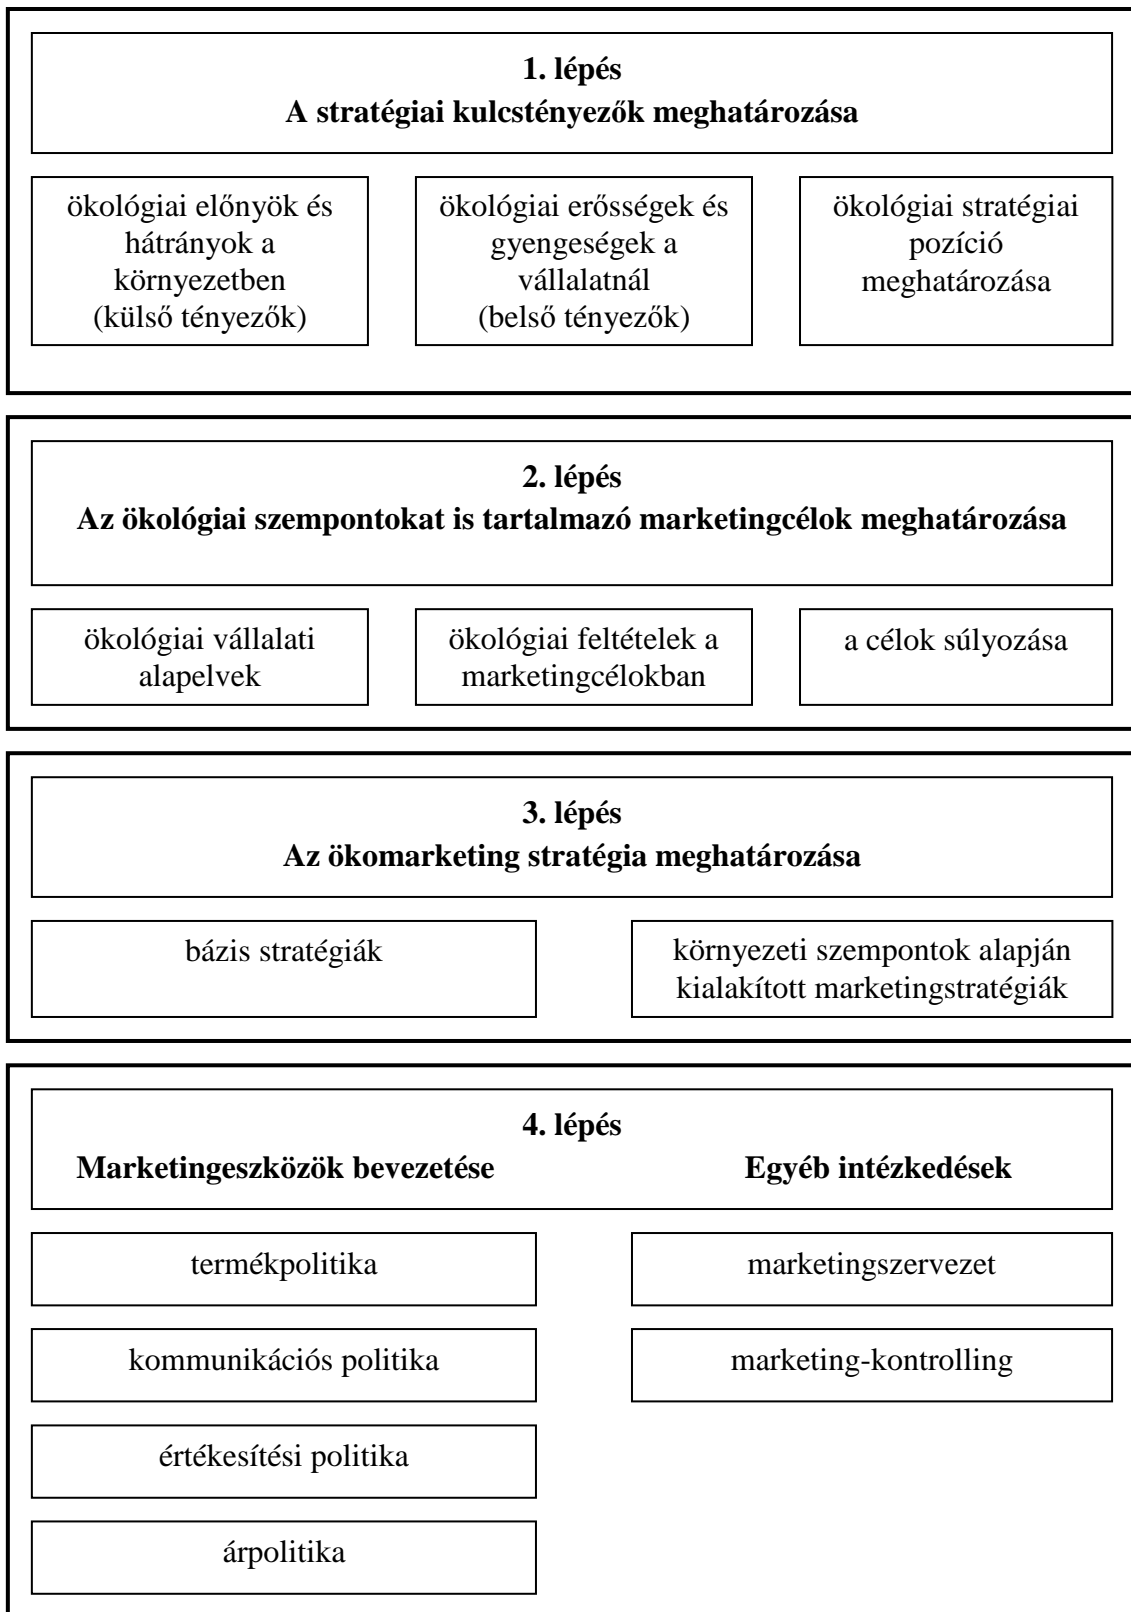 1. lépés
A stratégiai kulcstényezők meghatározása
ökológiai előnyök és
hátrányok a
környezetben
(külső tényezők)
ökológiai erősségek és
gyengeségek a
vállalatnál
(belső tényezők)
ökológiai stratégiai
pozíció
meghatározása
2. lépés
Az ökológiai szempontokat is tartalmazó marketingcélok meghatározása
ökológiai vállalati
alapelvek
ökológiai feltételek a
marketingcélokban
a célok súlyozása
3. lépés
Az ökomarketing stratégia meghatározása
bázis stratégiák
környezeti szempontok alapján
kialakított marketingstratégiák
4. lépés
Marketingeszközök bevezetése Egyéb intézkedések
termékpolitika
kommunikációs politika
értékesítési politika
árpolitika
marketingszervezet
marketing-kontrolling